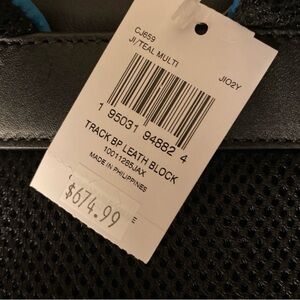 CJ659
JI/TEAL MULTI
JIO2Y
1 95031 94882 4
TRACK BP LEATH BLOCK
10011285JAX
MADE IN PHILIPPINES
$674.99
E